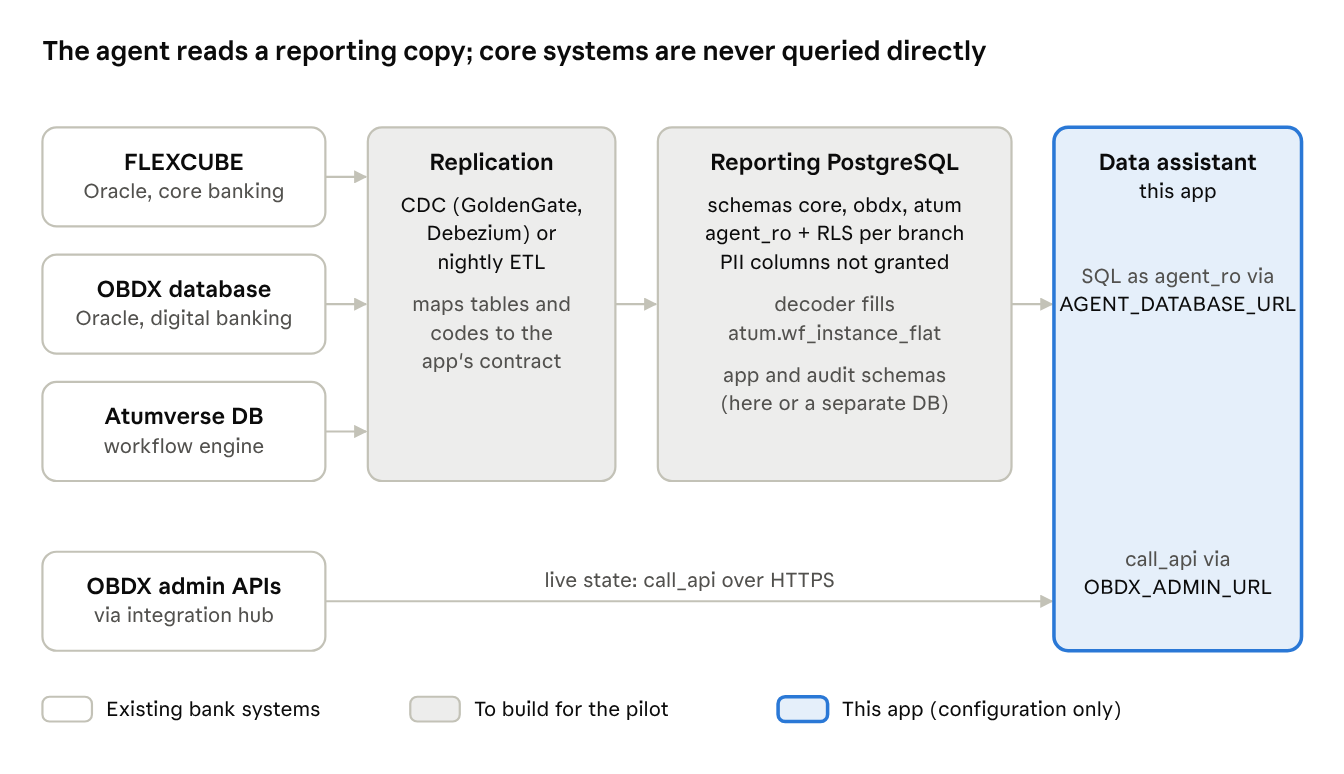 The agent reads a reporting copy; core systems are never queried directly
FLEXCUBE
Oracle, core banking
OBDX database
Oracle, digital banking
Atumverse DB
workflow engine
Replication
CDC (GoldenGate,
Debezium) or
nightly ETL
maps tables and
codes to the
app's contract
Reporting PostgreSQL
schemas core, obdx, atum
agent_ro + RLS per branch
PII columns not granted
decoder fills
atum.wf_instance_flat
app and audit schemas
(here or a separate DB)
Data assistant
this app
SQL as agent_ro via
AGENT_DATABASE_URL
call_api via
OBDX_ADMIN_URL
OBDX admin APIs
via integration hub
live state: call_api over HTTPS
Existing bank systems
To build for the pilot
This app (configuration only)